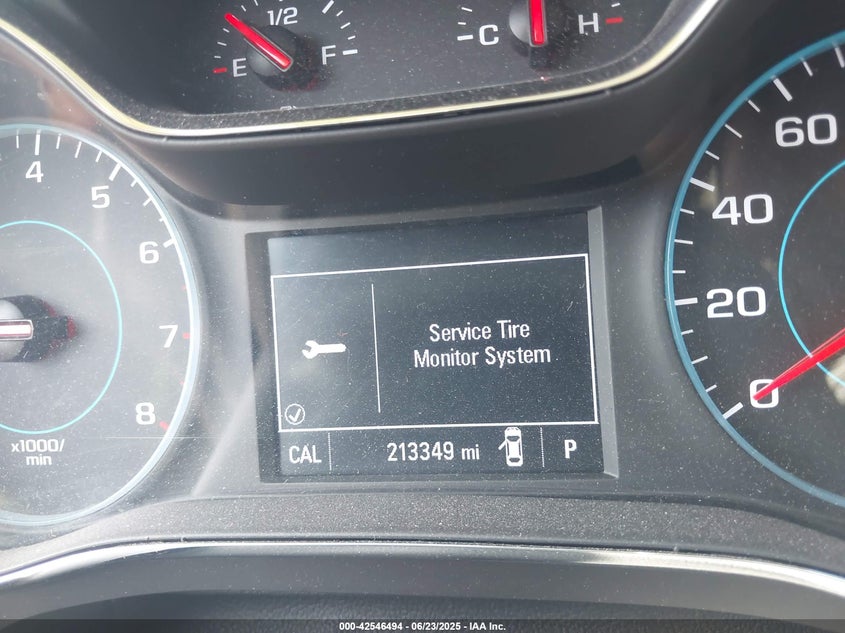 1/2
E F
C H
4
5
6
7
8
x1000/
min
Service Tire
Monitor System
CAL 213349 mi P
60
40
20
0
000-42546494 | 06/23/2025 - IAA Inc.